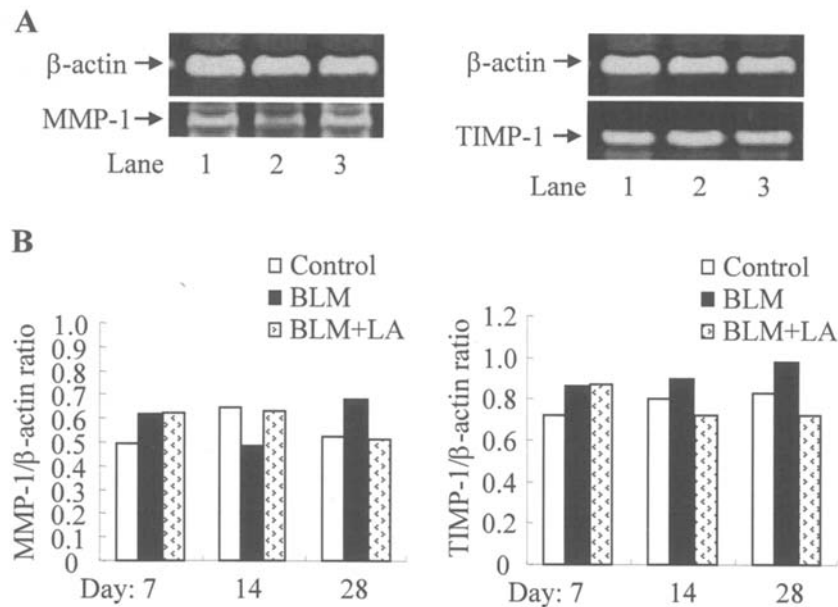 A
β-actin
MMP-1
Lane 1 2 3
β-actin
TIMP-1
Lane 1 2 3
B
Control
BLM
BLM+LA
MMP-1/β-actin ratio
1.0
0.9
0.8
0.7
0.6
0.5
0.4
0.3
0.2
0.1
0
Day: 7 14 28
Control
BLM
BLM+LA
TIMP-1/β-actin ratio
1.2
1.0
0.8
0.6
0.4
0.2
0
Day: 7 14 28